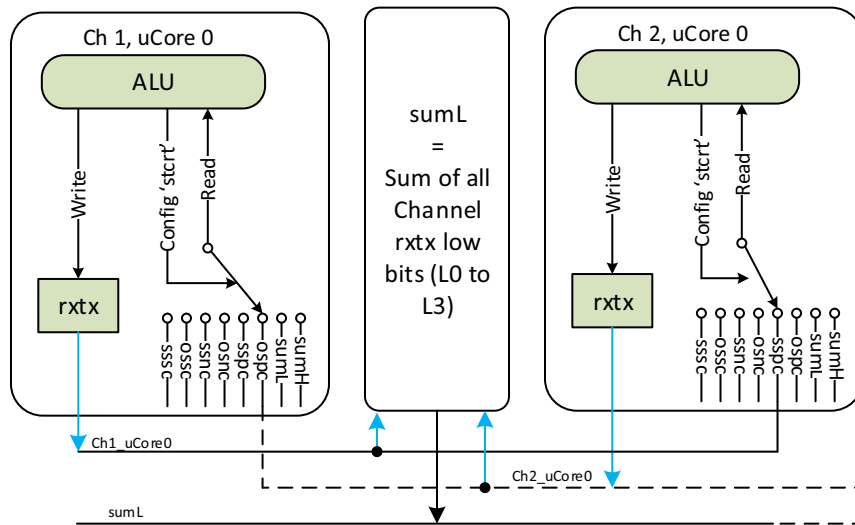 Ch 1, uCore 0
ALU
Write
Config 'stcrt'
Read
rxtx
sssc
ossc
ssnc
osnc
sspc
ospc
sumL
sumH
Ch1_uCore0
sumL
=
Sum of all
Channel
rxtx low
bits (L0 to
L3)
Ch 2, uCore 0
ALU
Write
Config 'stcrt'
Read
rxtx
sssc
ossc
ssnc
osnc
sspc
ospc
sumL
sumH
Ch2_uCore0
sumL